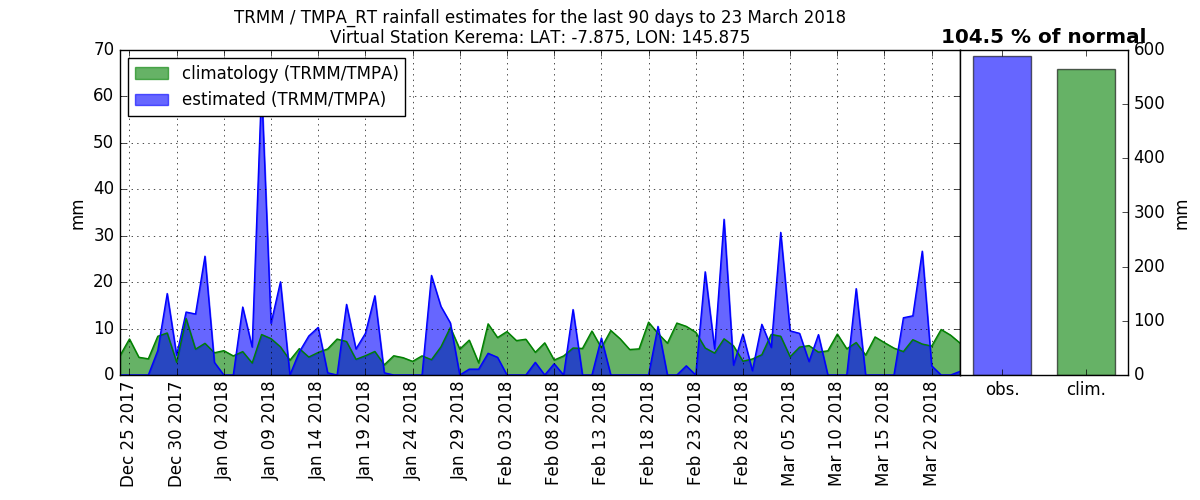 TRMM / TMPA_RT rainfall estimates for the last 90 days to 23 March 2018
Virtual Station Kerema: LAT: -7.875, LON: 145.875
104.5 % of normal
climatology (TRMM/TMPA)
estimated (TRMM/TMPA)
70
60
50
40
30
20
10
0
mm
Dec 25 2017
Dec 30 2017
Jan 04 2018
Jan 09 2018
Jan 14 2018
Jan 19 2018
Jan 24 2018
Jan 29 2018
Feb 03 2018
Feb 08 2018
Feb 13 2018
Feb 18 2018
Feb 23 2018
Feb 28 2018
Mar 05 2018
Mar 10 2018
Mar 15 2018
Mar 20 2018
obs.
clim.
600
500
400
300
200
100
0
mm